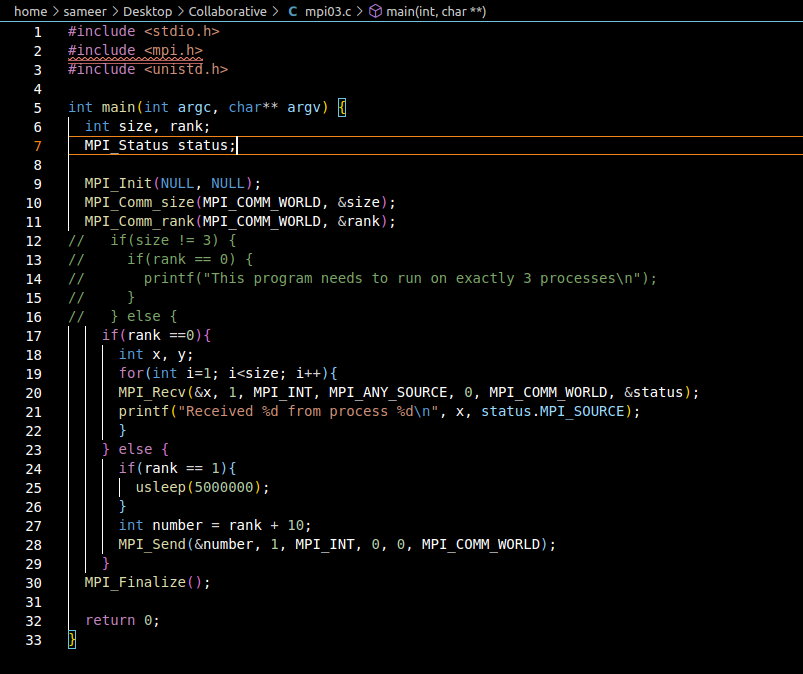 home > sameer > Desktop > Collaborative > C mpi03.c > main(int, char **)
1 #include <stdio.h>
2 #include <mpi.h>
3 #include <unistd.h>
4
5 int main(int argc, char** argv) {
6   int size, rank;
7   MPI_Status status;
8
9   MPI_Init(NULL, NULL);
10   MPI_Comm_size(MPI_COMM_WORLD, &size);
11   MPI_Comm_rank(MPI_COMM_WORLD, &rank);
12 //   if(size != 3) {
13 //     if(rank == 0) {
14 //       printf("This program needs to run on exactly 3 processes\n");
15 //     }
16 //   } else {
17     if(rank ==0){
18       int x, y;
19       for(int i=1; i<size; i++){
20       MPI_Recv(&x, 1, MPI_INT, MPI_ANY_SOURCE, 0, MPI_COMM_WORLD, &status);
21       printf("Received %d from process %d\n", x, status.MPI_SOURCE);
22       }
23     } else {
24       if(rank == 1){
25         usleep(5000000);
26       }
27       int number = rank + 10;
28       MPI_Send(&number, 1, MPI_INT, 0, 0, MPI_COMM_WORLD);
29     }
30   MPI_Finalize();
31
32   return 0;
33 }